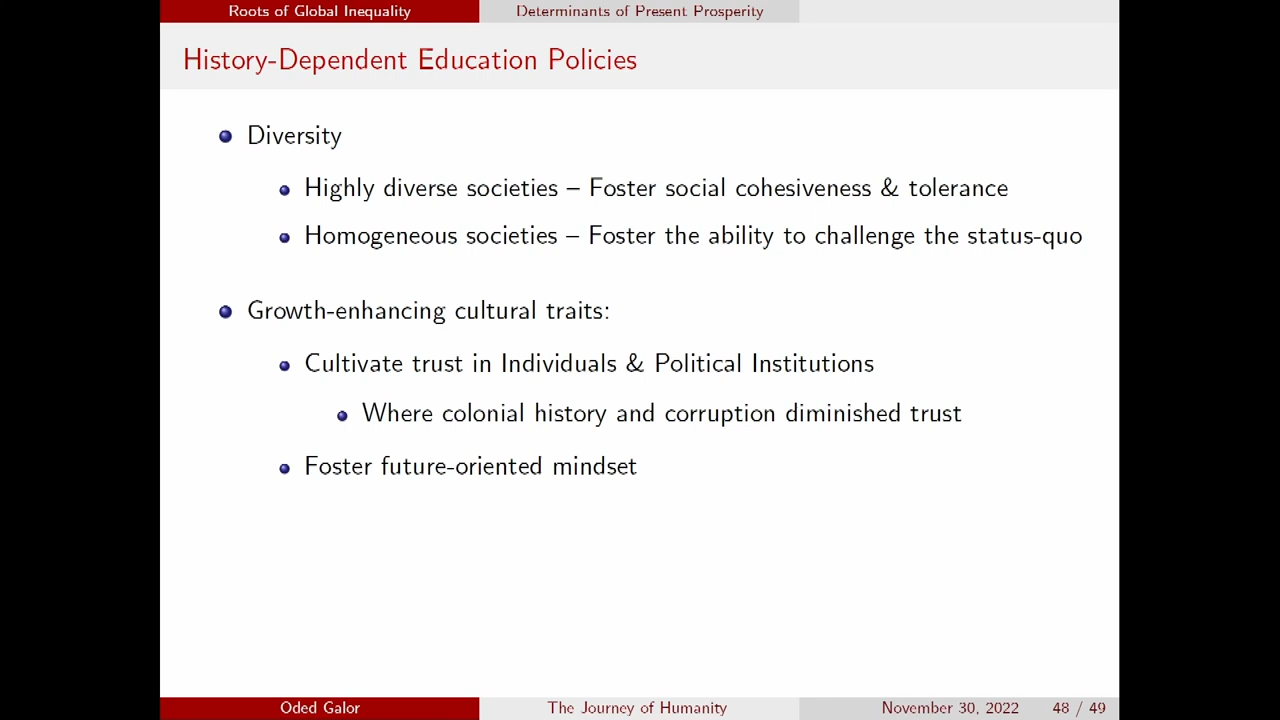 Roots of Global Inequality
Determinants of Present Prosperity
History-Dependent Education Policies
Diversity
Highly diverse societies – Foster social cohesiveness & tolerance
Homogeneous societies – Foster the ability to challenge the status-quo
Growth-enhancing cultural traits:
Cultivate trust in Individuals & Political Institutions
Where colonial history and corruption diminished trust
Foster future-oriented mindset
Oded Galor
The Journey of Humanity
November 30, 2022
48 / 49